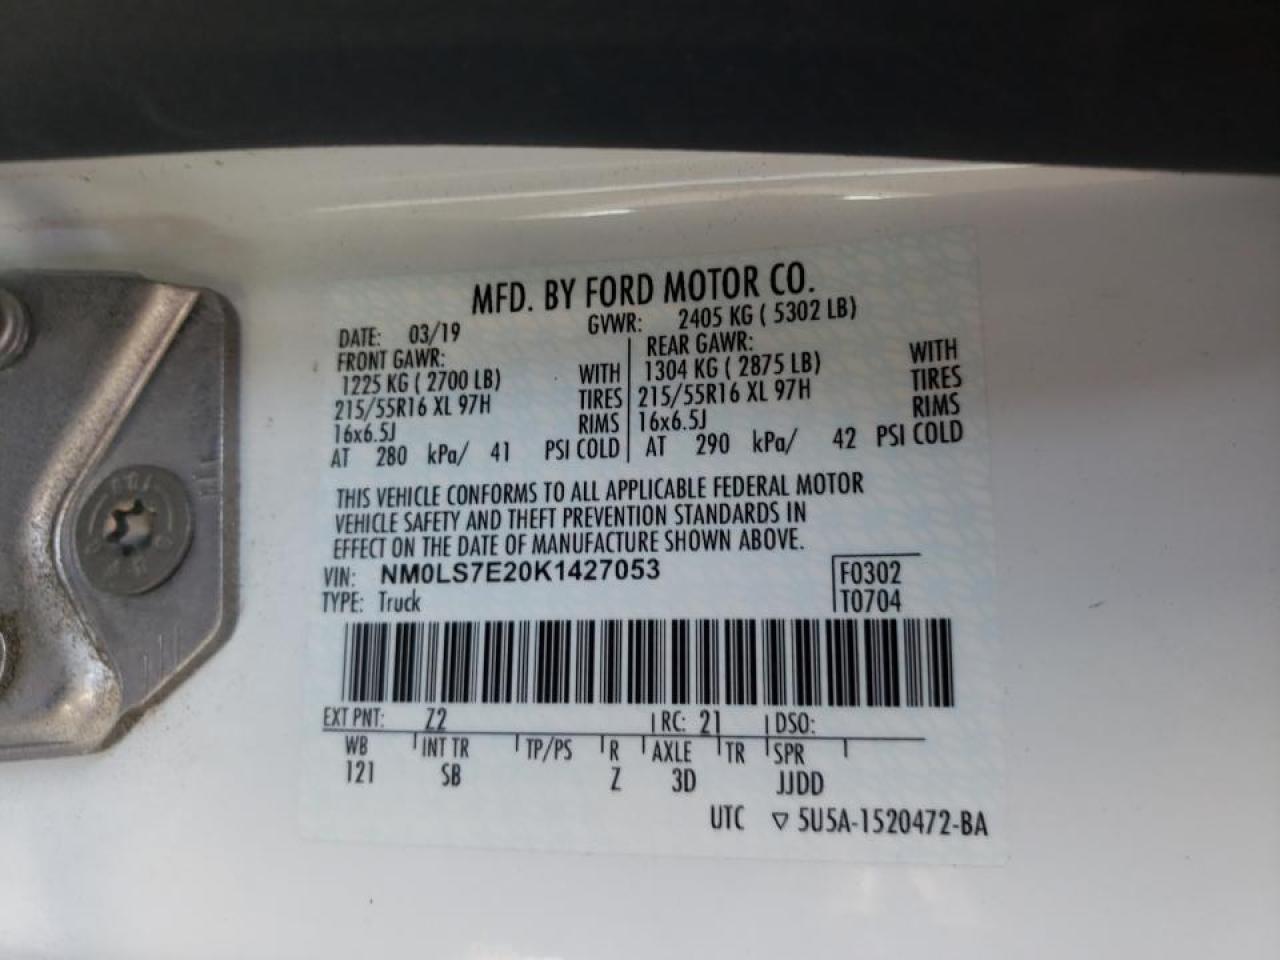 MFD. BY FORD MOTOR CO.
DATE: 03/19 GVWR: 2405 KG ( 5302 LB)
FRONT GAWR: REAR GAWR:
1225 KG ( 2700 LB) WITH 1304 KG ( 2875 LB) WITH
215/55R16 XL 97H TIRES 215/55R16 XL 97H TIRES
16x6.5J RIMS 16x6.5J RIMS
AT 280 kPa/ 41 PSI COLD AT 290 kPa/ 42 PSI COLD
THIS VEHICLE CONFORMS TO ALL APPLICABLE FEDERAL MOTOR
VEHICLE SAFETY AND THEFT PREVENTION STANDARDS IN
EFFECT ON THE DATE OF MANUFACTURE SHOWN ABOVE.
VIN: NM0LS7E20K1427053 F0302
TYPE: Truck T0704
EXT PNT: Z2 RC: 21 DSO:
WB INT TR TP/PS R AXLE TR SPR
121 SB Z 3D JJDD
UTC ▽ 5U5A-1520472-BA